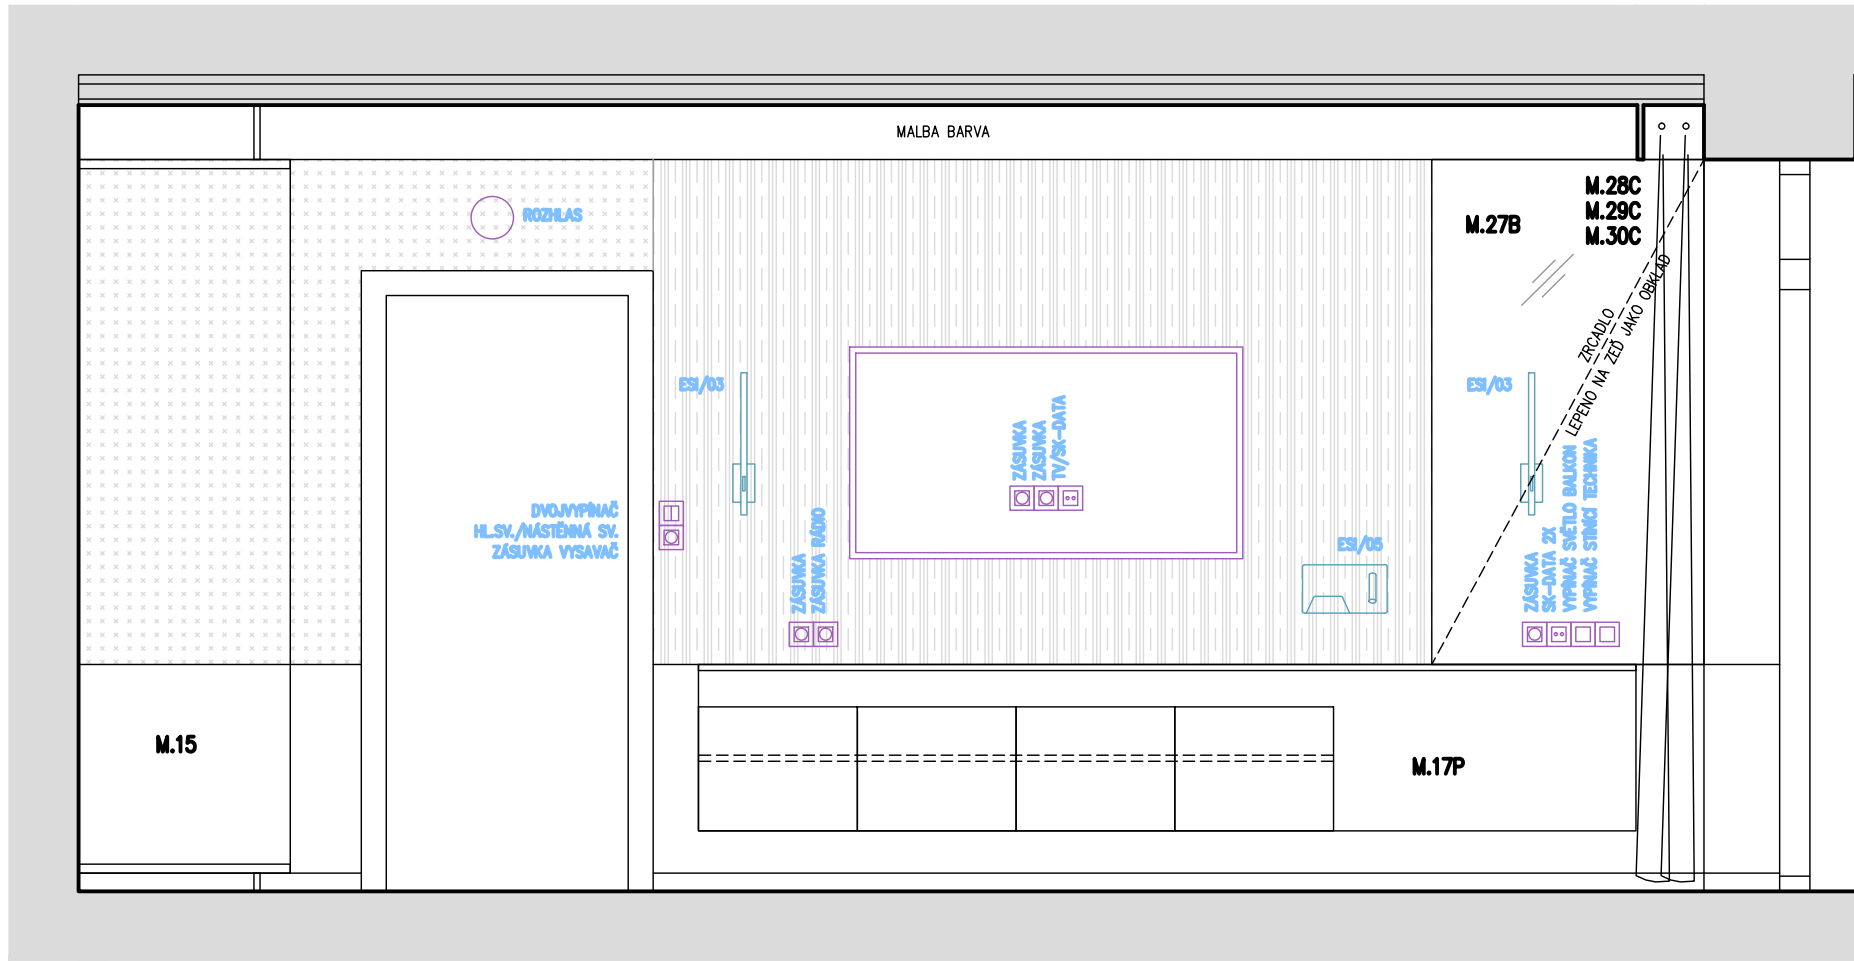 MALBA BARVA
ROZHLAS
M.27B
M.28C
M.29C
M.30C
ZRCADLO
LEPENO NA ZEĎ JAKO OBKLAD
ESI/03
ESI/03
ZÁSUVKA
ZÁSUVKA
TV/SK-DATA
DVOJVYPÍNAČ
HL.SV./NÁSTĚNNÁ SV.
ZÁSUVKA VYSAVAČ
ZÁSUVKA
ZÁSUVKA RÁDIO
ESI/05
ZÁSUVKA
SK-DATA 2X
VYPÍNAČ SVĚTLO BALKON
VYPÍNAČ STÍNÍCÍ TECHNIKA
M.15
M.17P